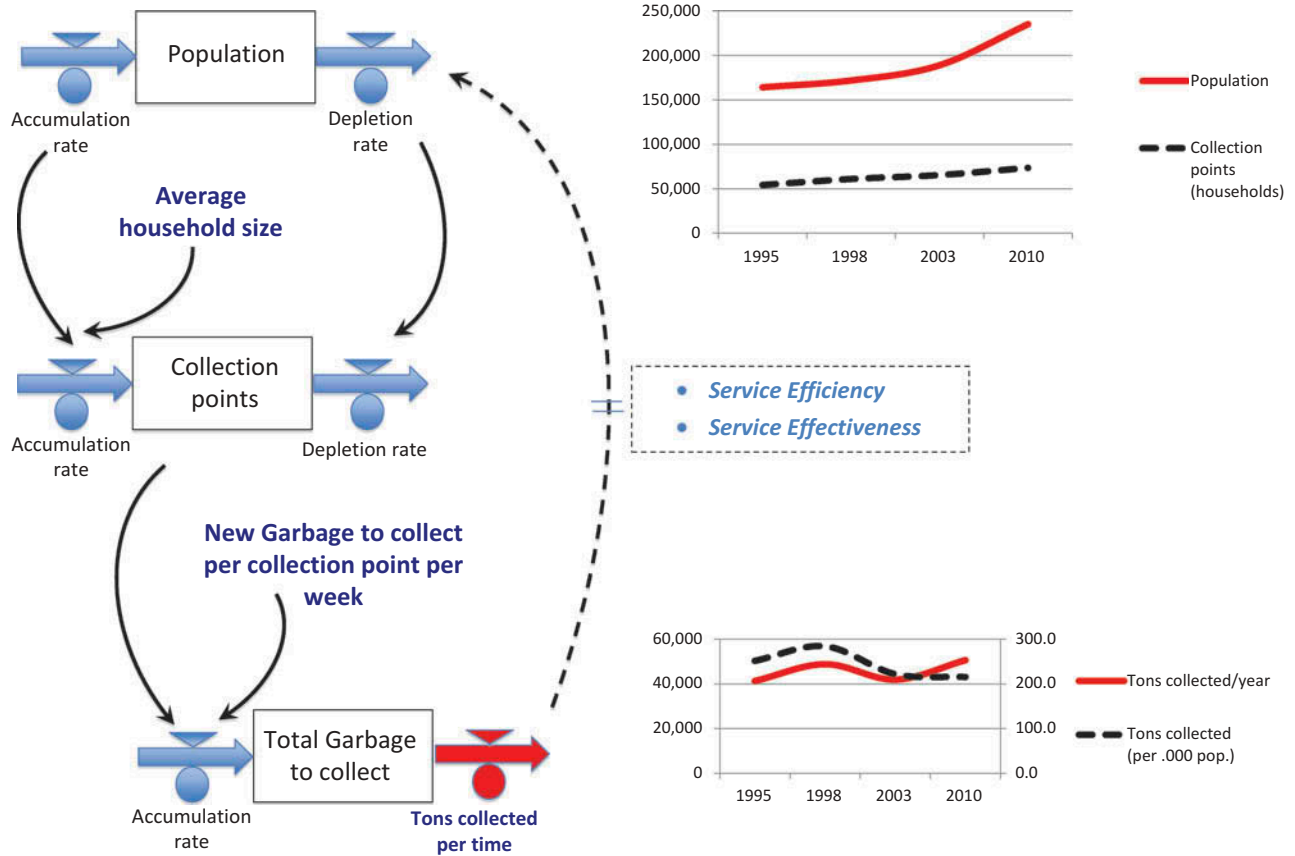 Population
Accumulation
rate
Depletion
rate
Average
household size
Collection
points
Accumulation
rate
Depletion rate
New Garbage to collect
per collection point per
week
Total Garbage
to collect
Accumulation
rate
Tons collected
per time
• Service Efficiency
• Service Effectiveness
250,000
200,000
150,000
100,000
50,000
0
1995 1998 2003 2010
Population
Collection
points
(households)
60,000
40,000
20,000
0
300.0
200.0
100.0
0.0
1995 1998 2003 2010
Tons collected/year
Tons collected
(per .000 pop.)